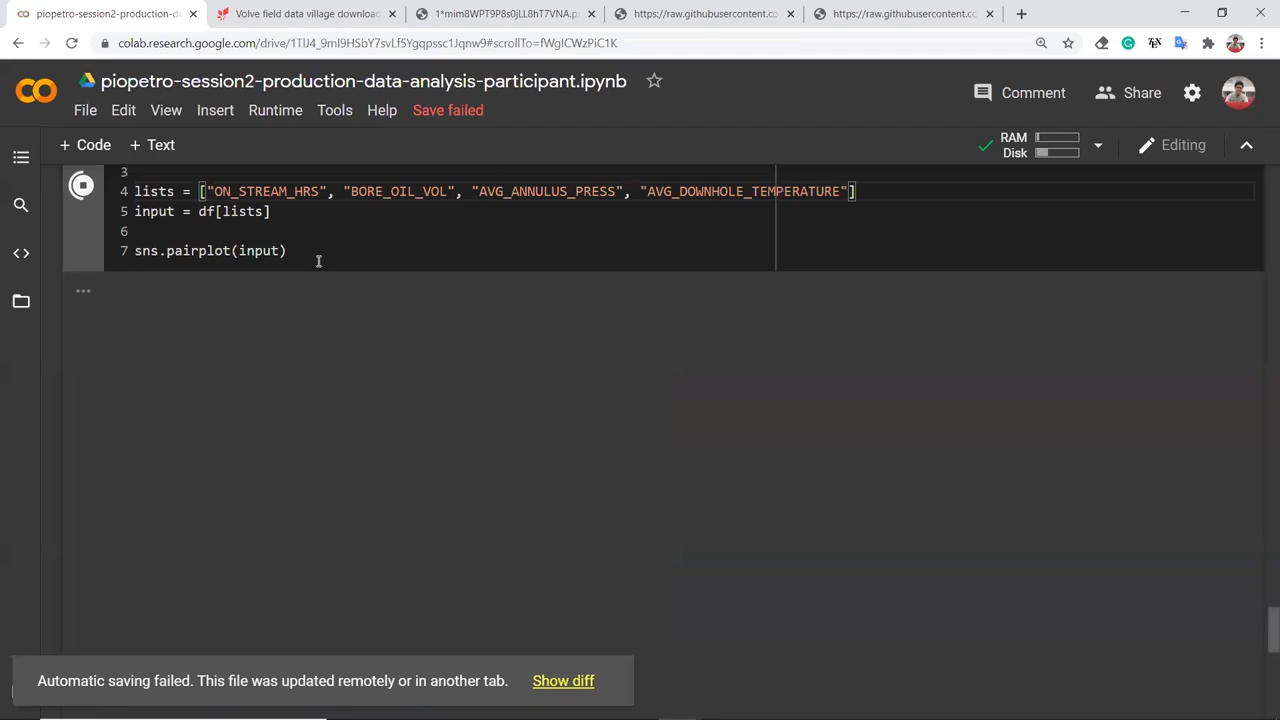 piopetro-session2-production-da
Volve field data village download
1*mim8WPT9P8s0jLL8hT7VNA.p
https://raw.githubusercontent.co
https://raw.githubusercontent.co
colab.research.google.com/drive/1TlJ4_9mI9HSbY7svLf5Ygqpssc1Jqnw9#scrollTo=fWgICWzPiC1K
piopetro-session2-production-data-analysis-participant.ipynb
File Edit View Insert Runtime Tools Help Save failed
Comment Share
+ Code + Text
RAM
Disk
Editing
3
4 lists = ["ON_STREAM_HRS", "BORE_OIL_VOL", "AVG_ANNULUS_PRESS", "AVG_DOWNHOLE_TEMPERATURE"]
5 input = df[lists]
6
7 sns.pairplot(input)
...
Automatic saving failed. This file was updated remotely or in another tab. Show diff